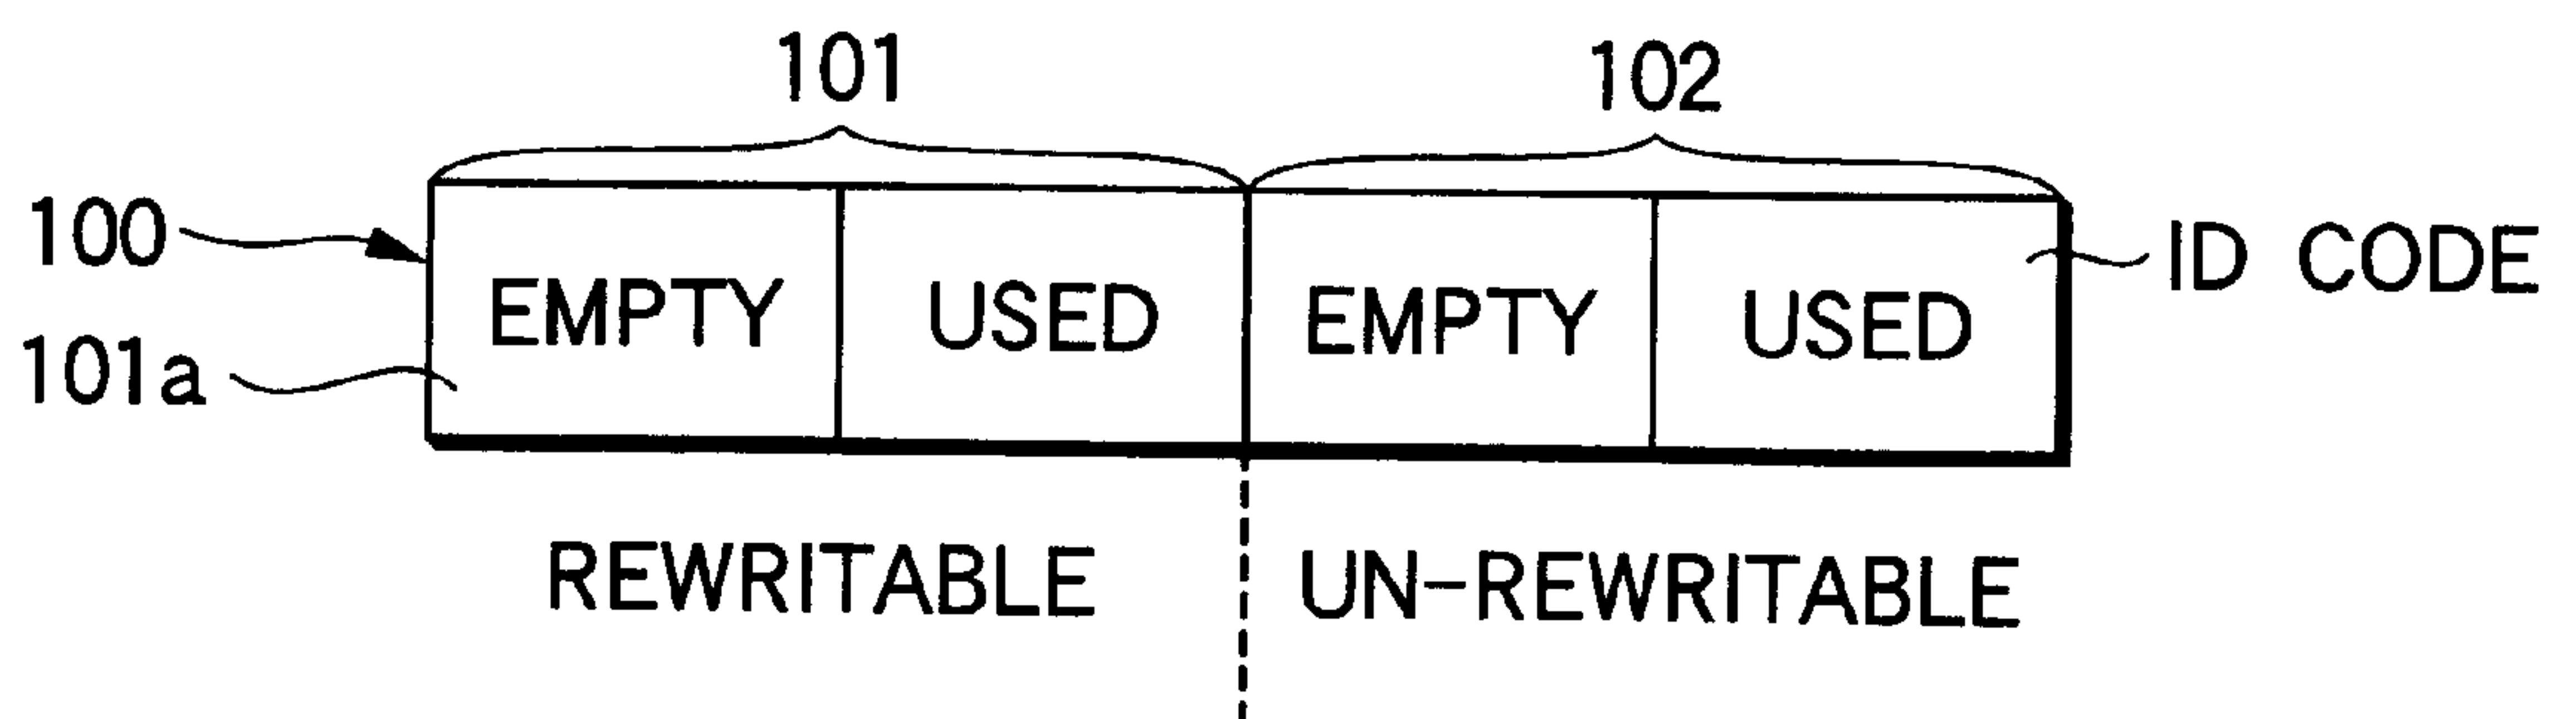 101 102
100 ID CODE
EMPTY USED EMPTY USED
101a
REWRITABLE UN-REWRITABLE